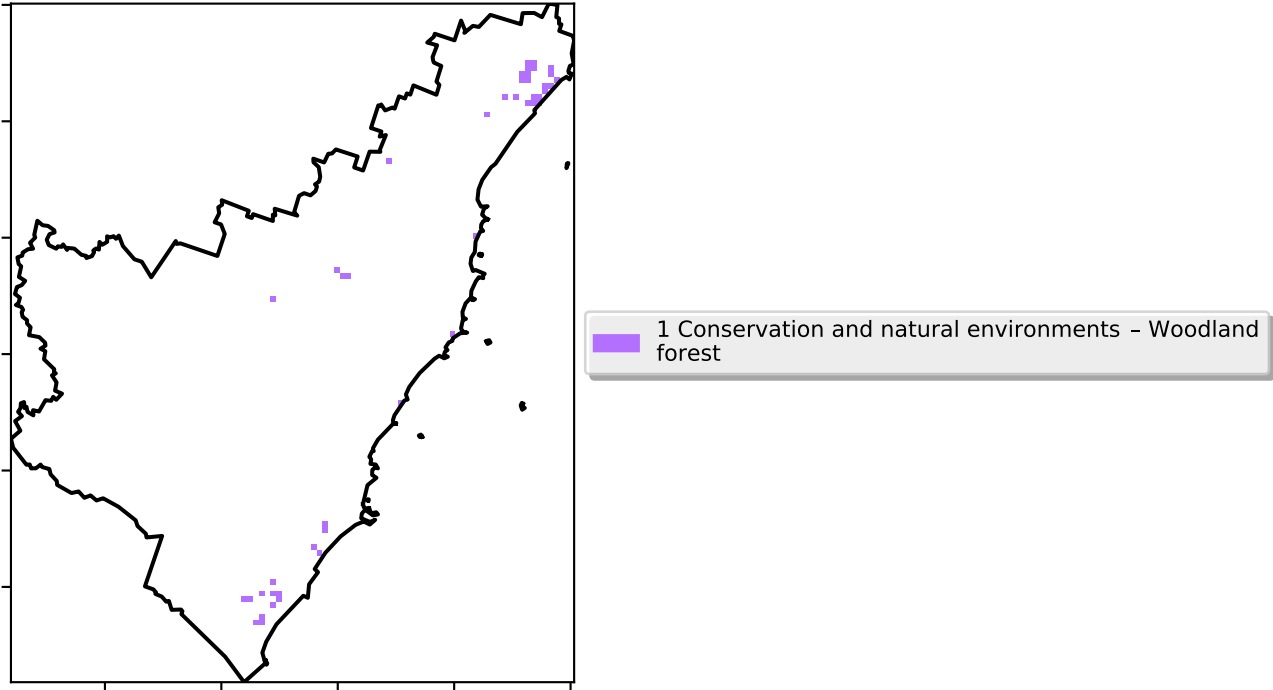 1 Conservation and natural environments – Woodland
forest